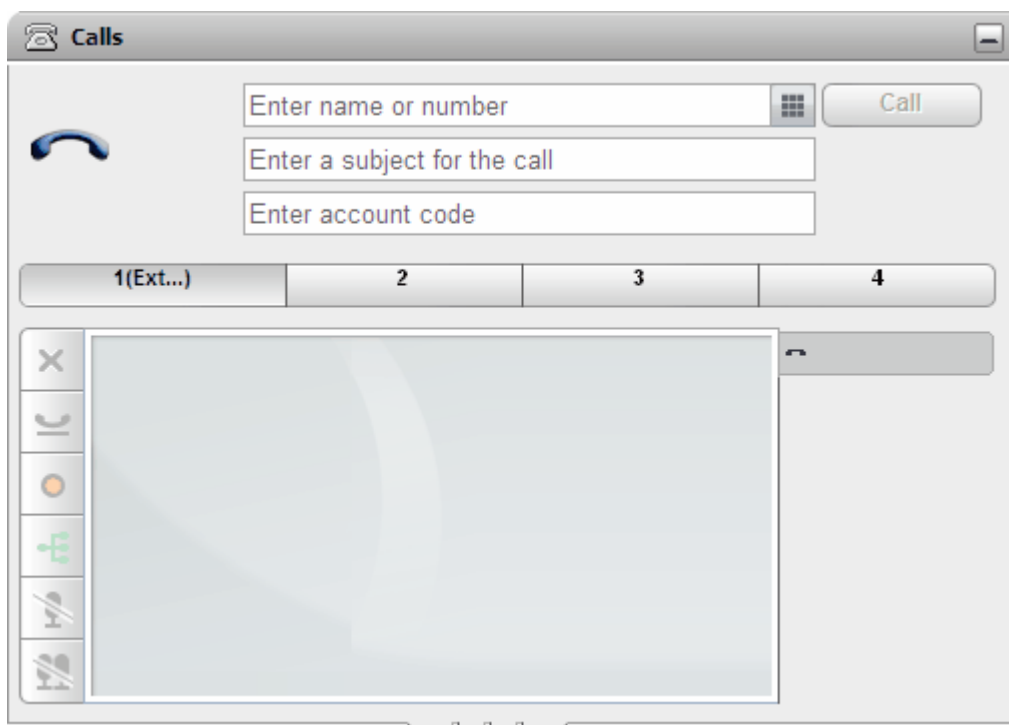 Calls
Enter name or number
Call
Enter a subject for the call
Enter account code
1(Ext...) 2 3 4